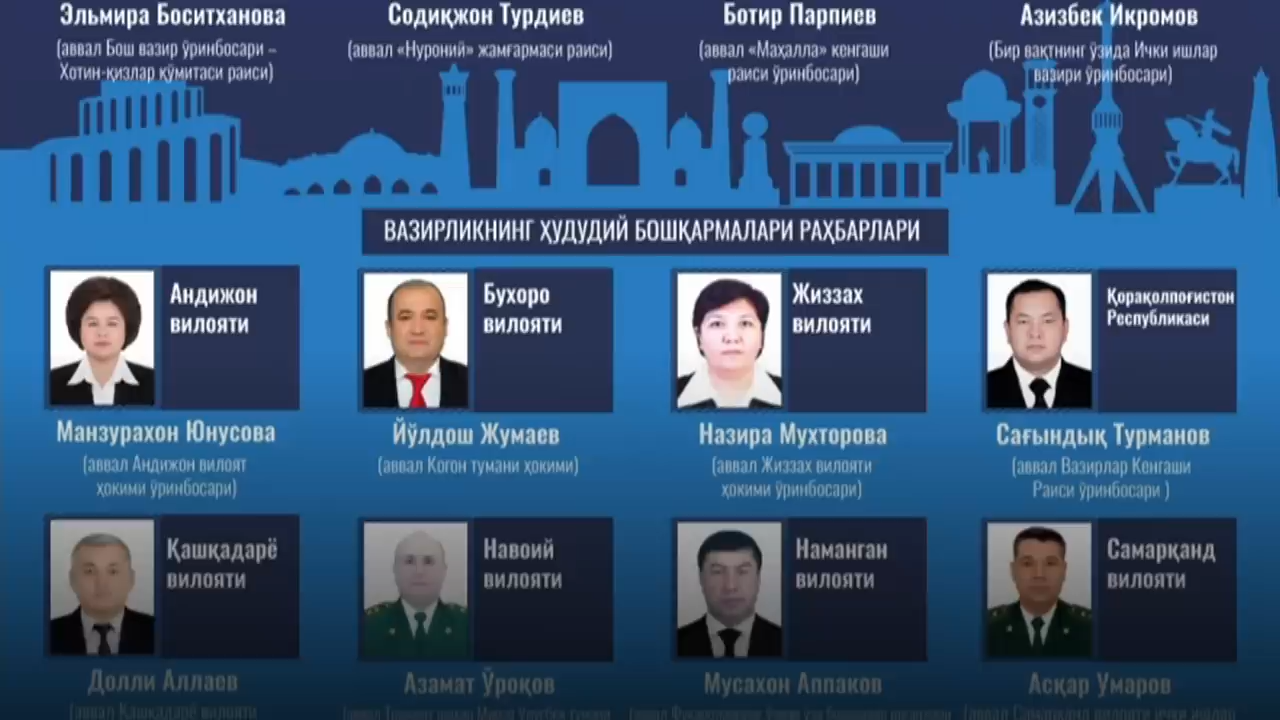 Эльмира Боситханова
(аввал Бош вазир ўринбосари –
Хотин-қизлар қўмитаси раиси)
Содиқжон Турдиев
(аввал «Нуроний» жамғармаси раиси)
Ботир Парпиев
(аввал «Маҳалла» кенгаши
раиси ўринбосари)
Азизбек Икромов
(Бир вақтнинг ўзида Ички ишлар
вазири ўринбосари)
ВАЗИРЛИКНИНГ ҲУДУДИЙ БОШҚАРМАЛАРИ РАҲБАРЛАРИ
Андижон
вилояти
Манзурахон Юнусова
(аввал Андижон вилоят
ҳокими ўринбосари)
Бухоро
вилояти
Йўлдош Жумаев
(аввал Когон тумани ҳокими)
Жиззах
вилояти
Назира Мухторова
(аввал Жиззах вилояти
ҳокими ўринбосари)
Қорақолпоғистон
Республикаси
Сағындық Турманов
(аввал Вазирлар Кенгаши
Раиси ўринбосари )
Қашқадарё
вилояти
Долли Аллаев
(аввал Қашқадарё вилояти
Навоий
вилояти
Азамат Ўроқов
Наманган
вилояти
Мусахон Аппаков
Самарқанд
вилояти
Асқар Умаров